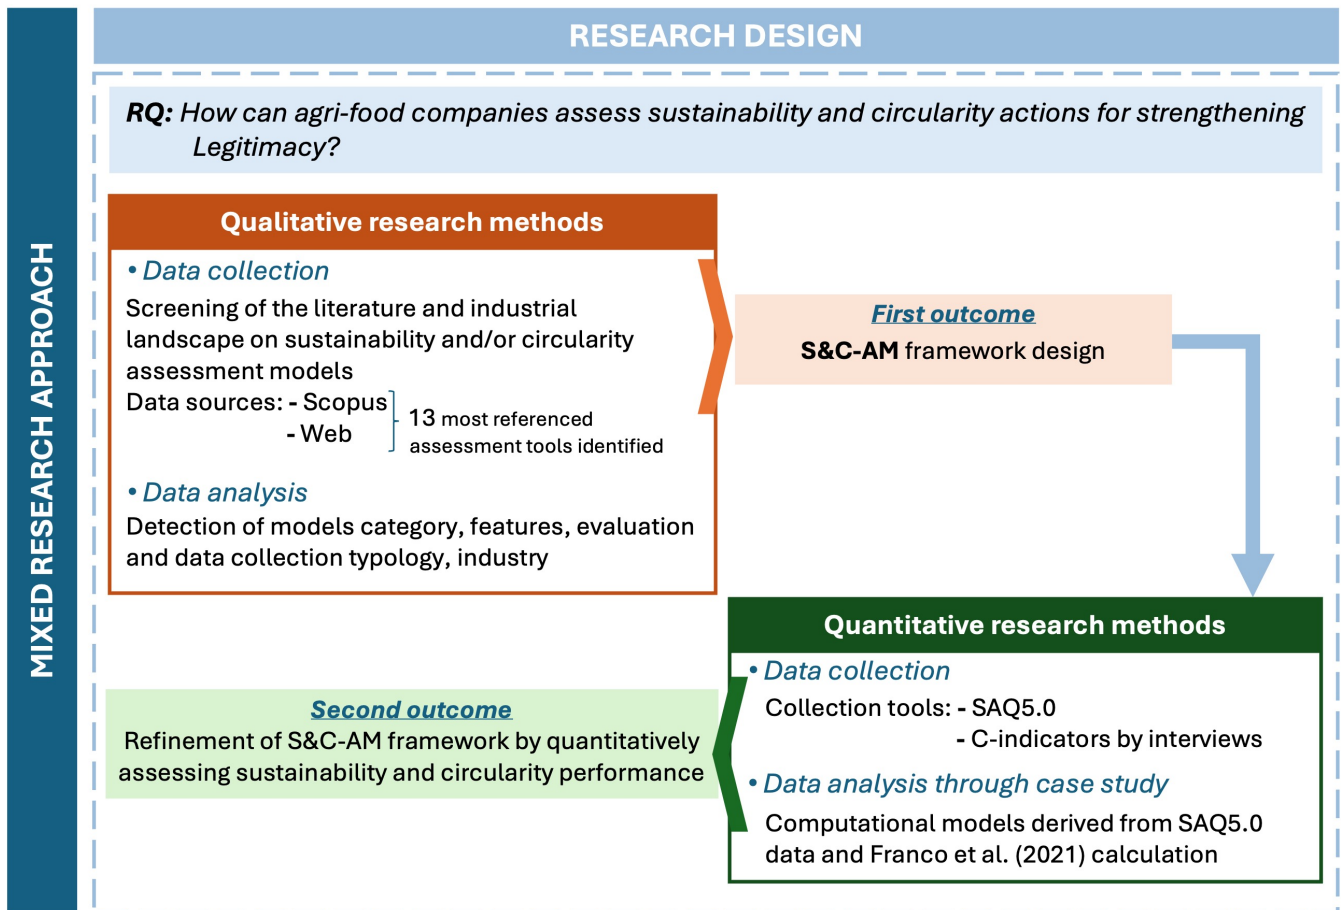 MIXED RESEARCH APPROACH
RESEARCH DESIGN
RQ: How can agri-food companies assess sustainability and circularity actions for strengthening
Legitimacy?
Qualitative research methods
• Data collection
Screening of the literature and industrial
landscape on sustainability and/or circularity
assessment models
Data sources: - Scopus
- Web
13 most referenced
assessment tools identified
• Data analysis
Detection of models category, features, evaluation
and data collection typology, industry
First outcome
S&C-AM framework design
Quantitative research methods
• Data collection
Collection tools: - SAQ5.0
- C-indicators by interviews
• Data analysis through case study
Computational models derived from SAQ5.0
data and Franco et al. (2021) calculation
Second outcome
Refinement of S&C-AM framework by quantitatively
assessing sustainability and circularity performance